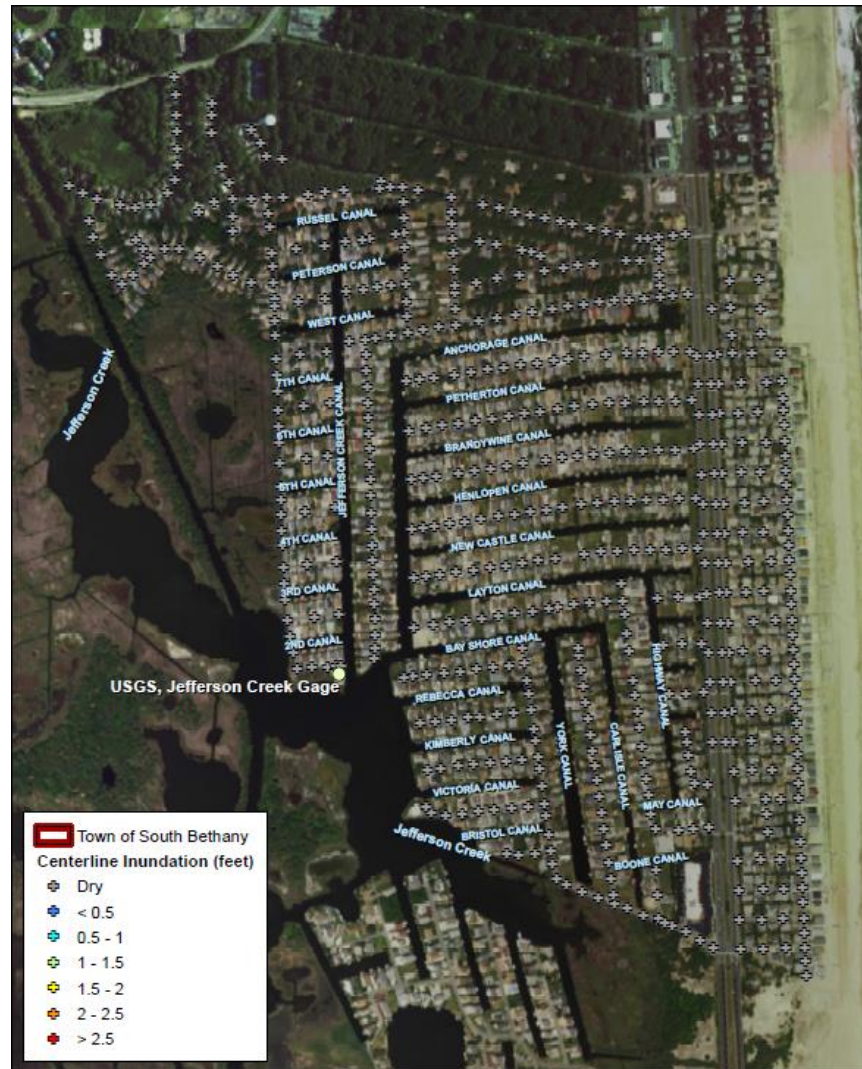 RUSSEL CANAL
PETERSON CANAL
WEST CANAL
ANCHORAGE CANAL
Jefferson Creek
7TH CANAL
JEFFERSON CREEK CANAL
PETHERTON CANAL
6TH CANAL
BRANDYWINE CANAL
5TH CANAL
HENLOPEN CANAL
4TH CANAL
NEW CASTLE CANAL
3RD CANAL
LAYTON CANAL
2ND CANAL
BAY SHORE CANAL
HIGHWAY CANAL
USGS, Jefferson Creek Gage
REBECCA CANAL
YORK CANAL
CARLISLE CANAL
KIMBERLY CANAL
VICTORIA CANAL
MAY CANAL
Jefferson Creek
BRISTOL CANAL
BOONE CANAL
Town of South Bethany
Centerline Inundation (feet)
Dry
< 0.5
0.5 - 1
1 - 1.5
1.5 - 2
2 - 2.5
> 2.5